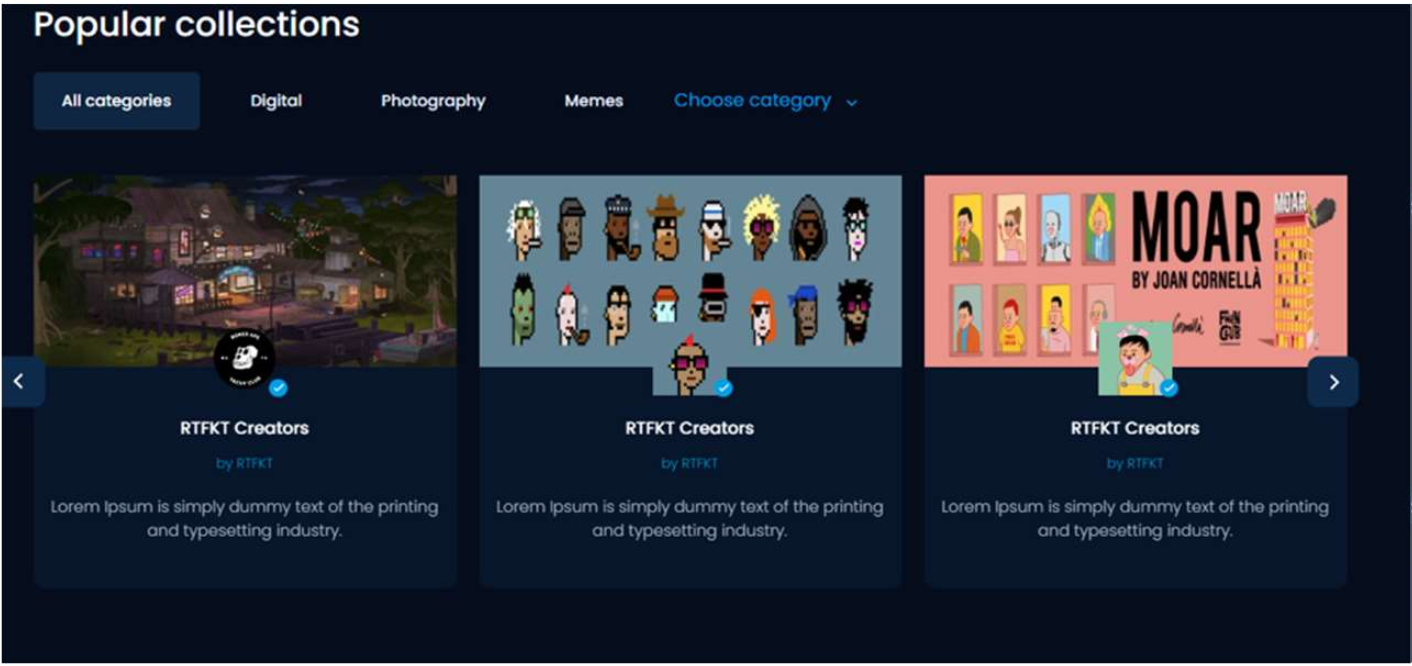 Popular collections
All categories
Digital
Photography
Memes
Choose category
MOAR
BY JOAN CORNELLÀ
MOAR
RTFKT Creators
by RTFKT
Lorem Ipsum is simply dummy text of the printing
and typesetting industry.
RTFKT Creators
by RTFKT
Lorem Ipsum is simply dummy text of the printing
and typesetting industry.
RTFKT Creators
by RTFKT
Lorem Ipsum is simply dummy text of the printing
and typesetting industry.